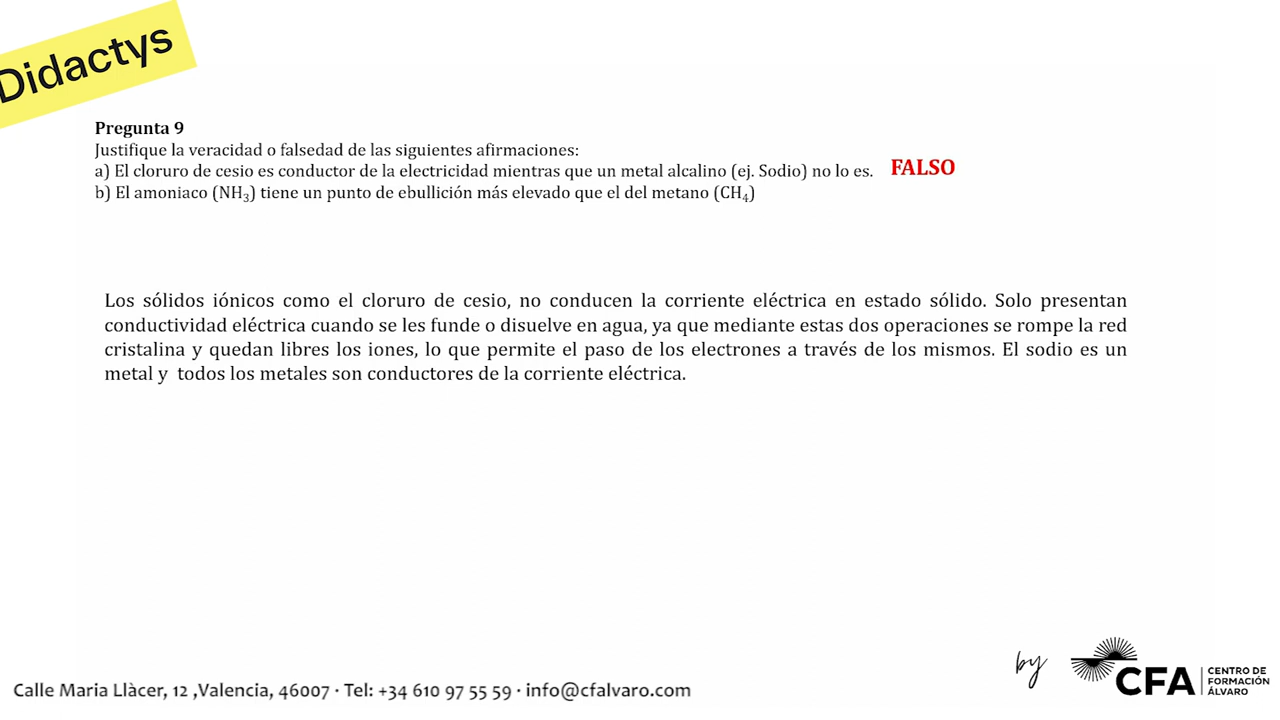 Didactys
Pregunta 9
Justifique la veracidad o falsedad de las siguientes afirmaciones:
a) El cloruro de cesio es conductor de la electricidad mientras que un metal alcalino (ej. Sodio) no lo es. FALSO
b) El amoniaco (NH₃) tiene un punto de ebullición más elevado que el del metano (CH₄)
Los sólidos iónicos como el cloruro de cesio, no conducen la corriente eléctrica en estado sólido. Solo presentan
conductividad eléctrica cuando se les funde o disuelve en agua, ya que mediante estas dos operaciones se rompe la red
cristalina y quedan libres los iones, lo que permite el paso de los electrones a través de los mismos. El sodio es un
metal y todos los metales son conductores de la corriente eléctrica.
Calle Maria Llàcer, 12 ,Valencia, 46007 · Tel: +34 610 97 55 59 · info@cfalvaro.com
by
CFA
CENTRO DE
FORMACIÓN
ÁLVARO